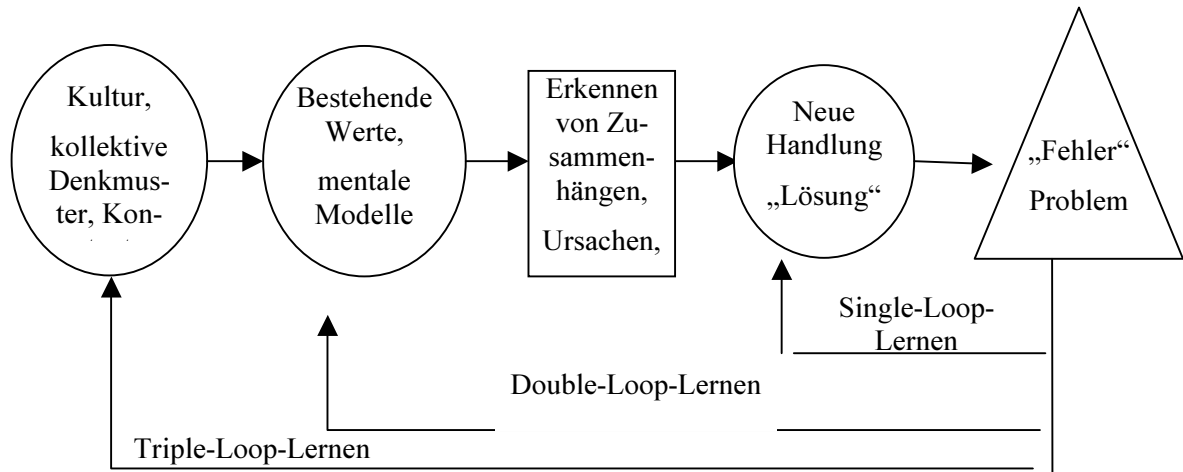 Kultur,
kollektive
Denkmus-
ter, Kon-
Bestehende
Werte,
mentale
Modelle
Erkennen
von Zu-
sammen-
hängen,
Ursachen,
Neue
Handlung
„Lösung“
„Fehler“
Problem
Single-Loop-
Lernen
Double-Loop-Lernen
Triple-Loop-Lernen